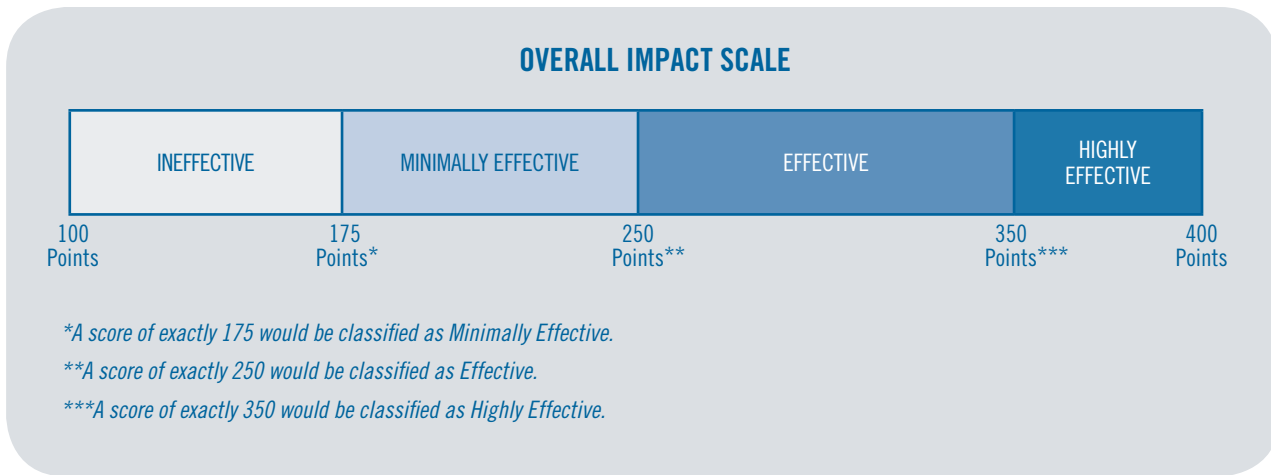 OVERALL IMPACT SCALE
INEFFECTIVE
MINIMALLY EFFECTIVE
EFFECTIVE
HIGHLY
EFFECTIVE
100
Points
175
Points*
250
Points**
350
Points***
400
Points
*A score of exactly 175 would be classified as Minimally Effective.
**A score of exactly 250 would be classified as Effective.
***A score of exactly 350 would be classified as Highly Effective.